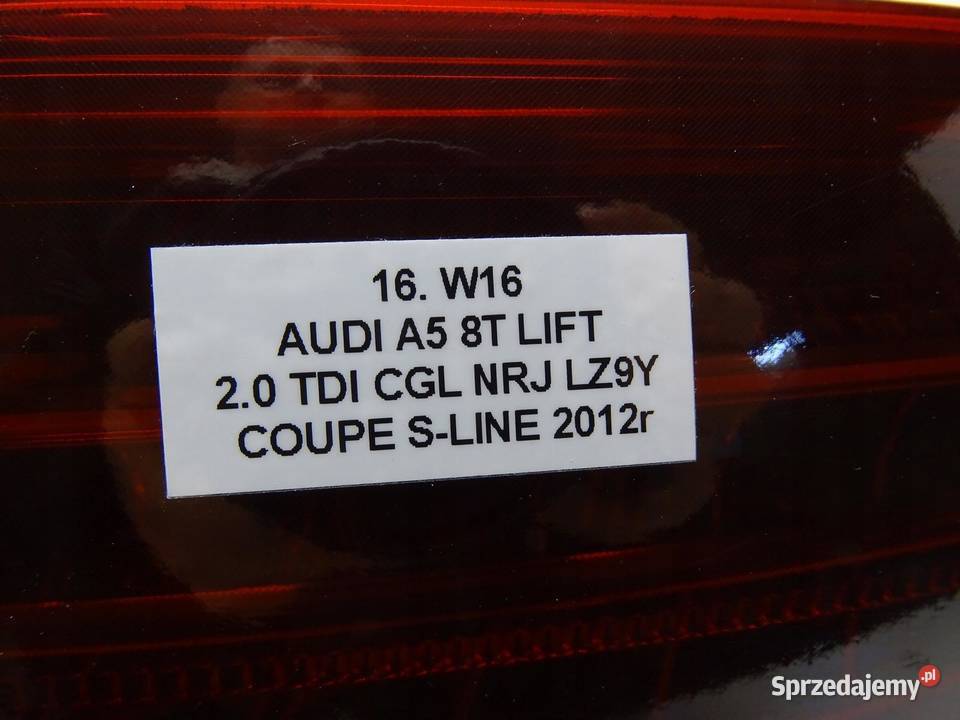 16. W16
AUDI A5 8T LIFT
2.0 TDI CGL NRJ LZ9Y
COUPE S-LINE 2012r
Sprzedajemy.pl